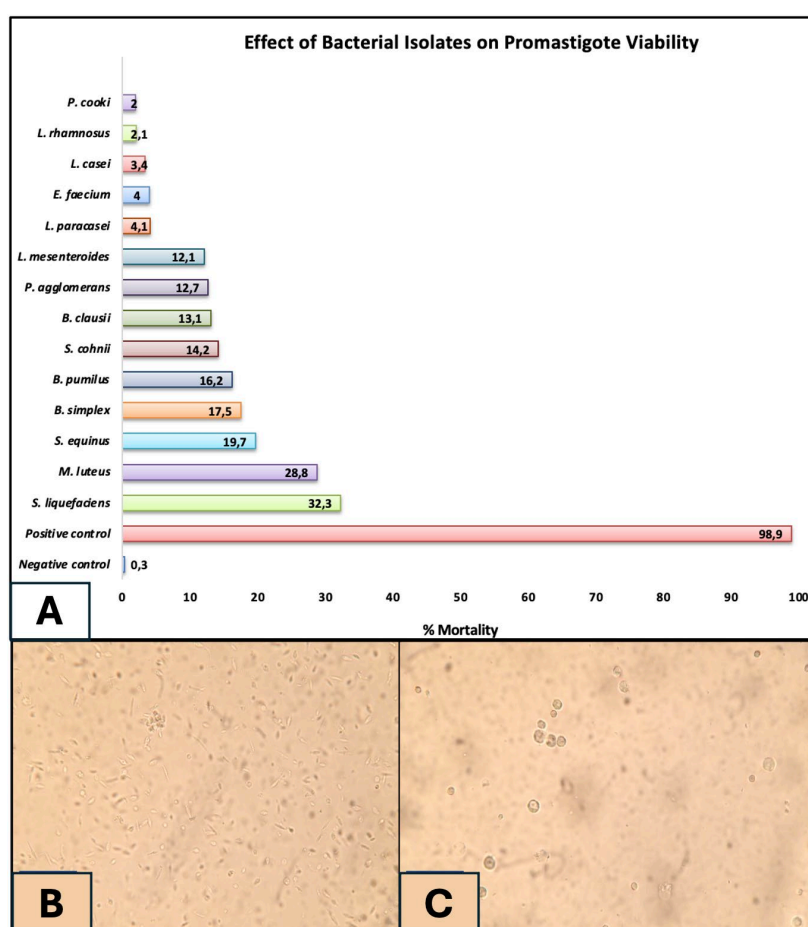 Effect of Bacterial Isolates on Promastigote Viability
P. cooki 2
L. rhamnosus 2,1
L. casei 3,4
E. faecium 4
L. paracasei 4,1
L. mesenteroides 12,1
P. agglomerans 12,7
B. clausii 13,1
S. cohnii 14,2
B. pumilus 16,2
B. simplex 17,5
S. equinus 19,7
M. luteus 28,8
S. liquefaciens 32,3
Positive control 98,9
Negative control 0,3
0 10 20 30 40 50 60 70 80 90 100
% Mortality
A
B
C